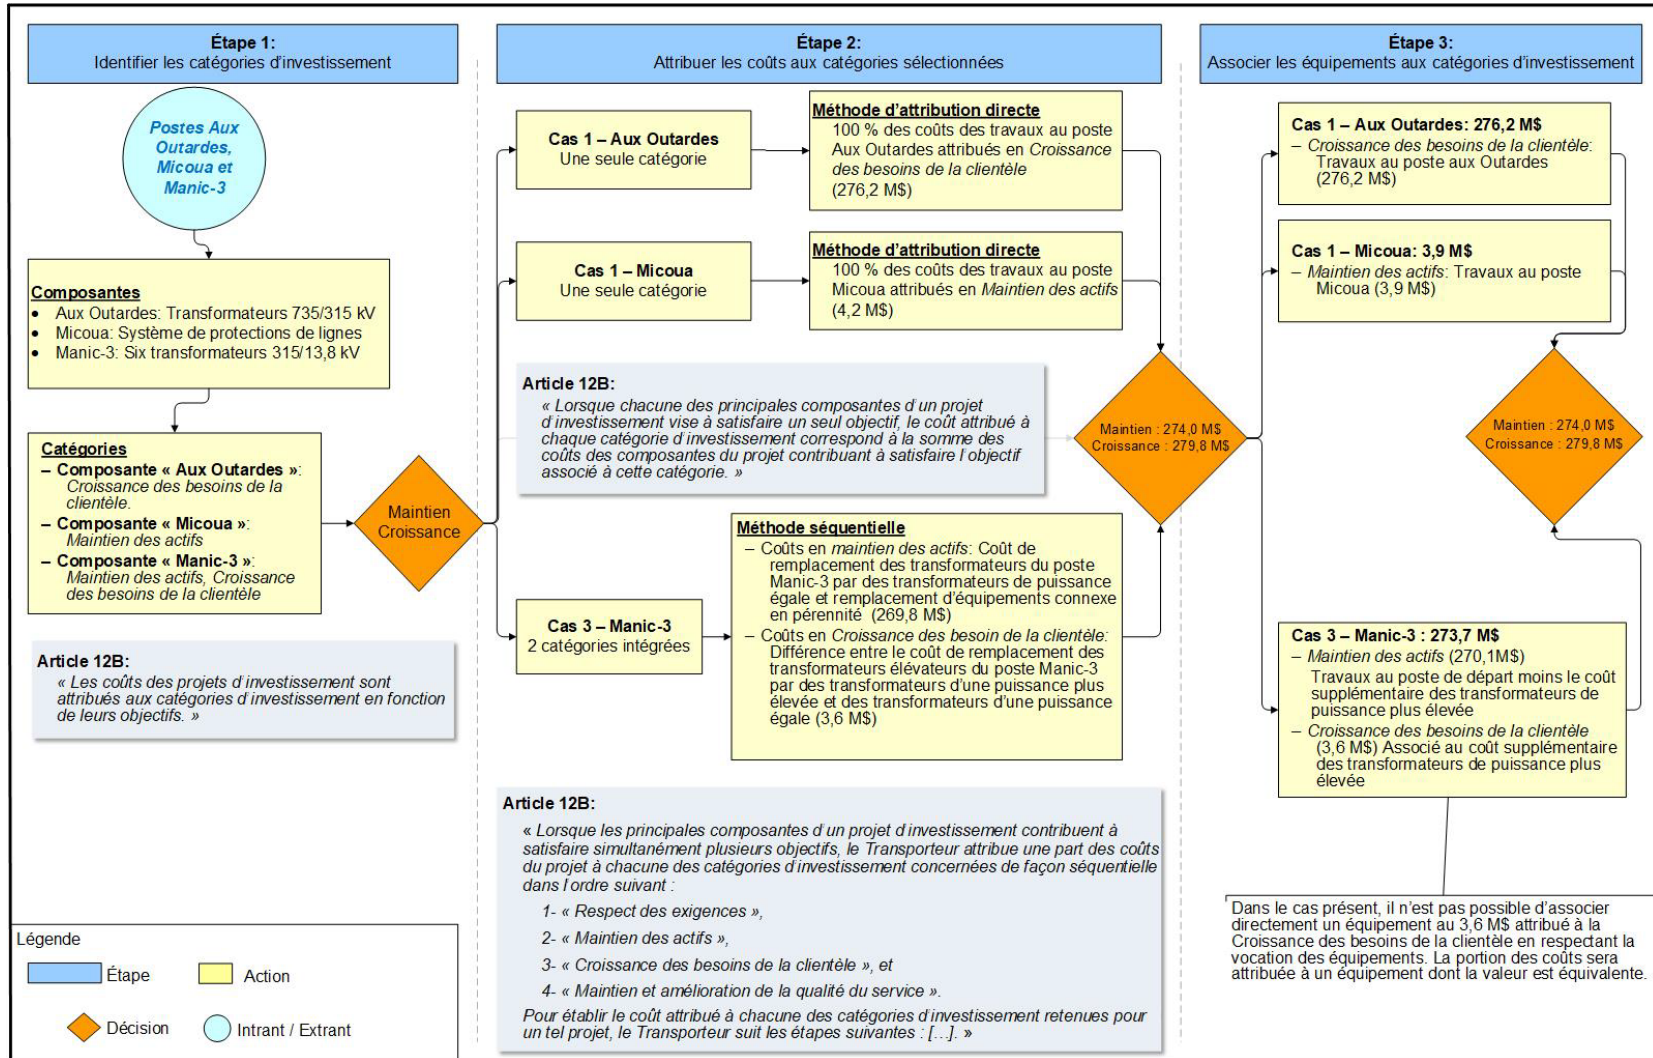 Étape 1:
Identifier les catégories d'investissement
Postes Aux
Outardes,
Micoua et
Manic-3
Composantes
• Aux Outardes: Transformateurs 735/315 kV
• Micoua: Système de protections de lignes
• Manic-3: Six transformateurs 315/13,8 kV
Catégories
– Composante « Aux Outardes »:
Croissance des besoins de la
clientèle.
– Composante « Micoua »:
Maintien des actifs
– Composante « Manic-3 »:
Maintien des actifs, Croissance
des besoins de la clientèle
Maintien
Croissance
Article 12B:
« Les coûts des projets d'investissement sont
attribués aux catégories d'investissement en fonction
de leurs objectifs. »
Légende
Étape
Action
Décision
Intrant / Extrant
Étape 2:
Attribuer les coûts aux catégories sélectionnées
Cas 1 – Aux Outardes
Une seule catégorie
Méthode d'attribution directe
100 % des coûts des travaux au poste
Aux Outardes attribués en Croissance
des besoins de la clientèle
(276,2 M$)
Cas 1 – Micoua
Une seule catégorie
Méthode d'attribution directe
100 % des coûts des travaux au poste
Micoua attribués en Maintien des actifs
(4,2 M$)
Article 12B:
« Lorsque chacune des principales composantes d'un projet
d'investissement vise à satisfaire un seul objectif, le coût attribué à
chaque catégorie d'investissement correspond à la somme des
coûts des composantes du projet contribuant à satisfaire l'objectif
associé à cette catégorie. »
Maintien : 274,0 M$
Croissance : 279,8 M$
Cas 3 – Manic-3
2 catégories intégrées
Méthode séquentielle
– Coûts en maintien des actifs: Coût de
remplacement des transformateurs du poste
Manic-3 par des transformateurs de puissance
égale et remplacement d'équipements connexe
en pérennité (269,8 M$)
– Coûts en Croissance des besoin de la clientèle:
Différence entre le coût de remplacement des
transformateurs élévateurs du poste Manic-3
par des transformateurs d'une puissance plus
élevée et des transformateurs d'une puissance
égale (3,6 M$)
Article 12B:
« Lorsque les principales composantes d'un projet d'investissement contribuent à
satisfaire simultanément plusieurs objectifs, le Transporteur attribue une part des coûts
du projet à chacune des catégories d'investissement concernées de façon séquentielle
dans l'ordre suivant :
1- « Respect des exigences »,
2- « Maintien des actifs »,
3- « Croissance des besoins de la clientèle », et
4- « Maintien et amélioration de la qualité du service ».
Pour établir le coût attribué à chacune des catégories d'investissement retenues pour
un tel projet, le Transporteur suit les étapes suivantes : [...]. »
Étape 3:
Associer les équipements aux catégories d'investissement
Cas 1 – Aux Outardes: 276,2 M$
– Croissance des besoins de la clientèle:
Travaux au poste aux Outardes
(276,2 M$)
Cas 1 – Micoua: 3,9 M$
– Maintien des actifs: Travaux au poste
Micoua (3,9 M$)
Maintien : 274,0 M$
Croissance : 279,8 M$
Cas 3 – Manic-3 : 273,7 M$
– Maintien des actifs (270,1M$)
Travaux au poste de départ moins le coût
supplémentaire des transformateurs de
puissance plus élevée
– Croissance des besoins de la clientèle
(3,6 M$) Associé au coût supplémentaire
des transformateurs de puissance plus
élevée
Dans le cas présent, il n'est pas possible d'associer
directement un équipement au 3,6 M$ attribué à la
Croissance des besoins de la clientèle en respectant la
vocation des équipements. La portion des coûts sera
attribuée à un équipement dont la valeur est équivalente.